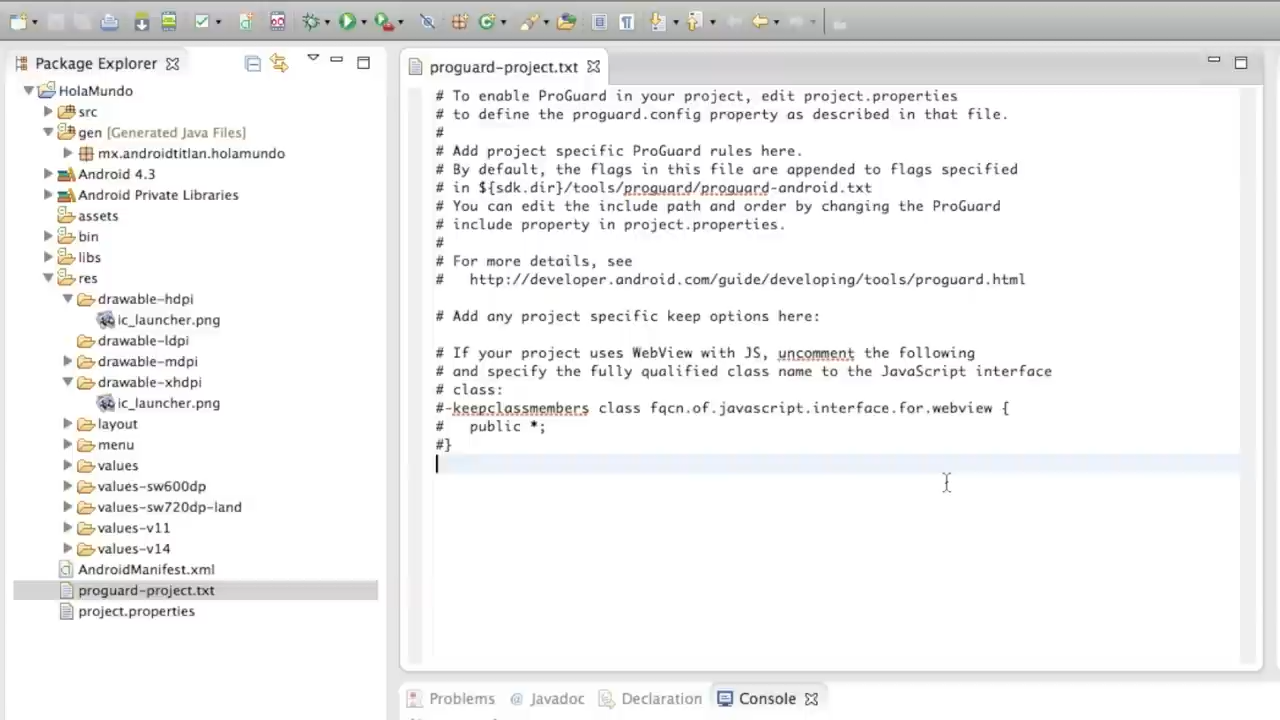 Package Explorer
HolaMundo
src
gen [Generated Java Files]
mx.androidtitlan.holamundo
Android 4.3
Android Private Libraries
assets
bin
libs
res
drawable-hdpi
ic_launcher.png
drawable-ldpi
drawable-mdpi
drawable-xhdpi
ic_launcher.png
layout
menu
values
values-sw600dp
values-sw720dp-land
values-v11
values-v14
AndroidManifest.xml
proguard-project.txt
project.properties
proguard-project.txt
# To enable ProGuard in your project, edit project.properties
# to define the proguard.config property as described in that file.
#
# Add project specific ProGuard rules here.
# By default, the flags in this file are appended to flags specified
# in ${sdk.dir}/tools/proguard/proguard-android.txt
# You can edit the include path and order by changing the ProGuard
# include property in project.properties.
#
# For more details, see
#   http://developer.android.com/guide/developing/tools/proguard.html
# Add any project specific keep options here:
# If your project uses WebView with JS, uncomment the following
# and specify the fully qualified class name to the JavaScript interface
# class:
#-keepclassmembers class fqcn.of.javascript.interface.for.webview {
#   public *;
#}
Problems
@ Javadoc
Declaration
Console